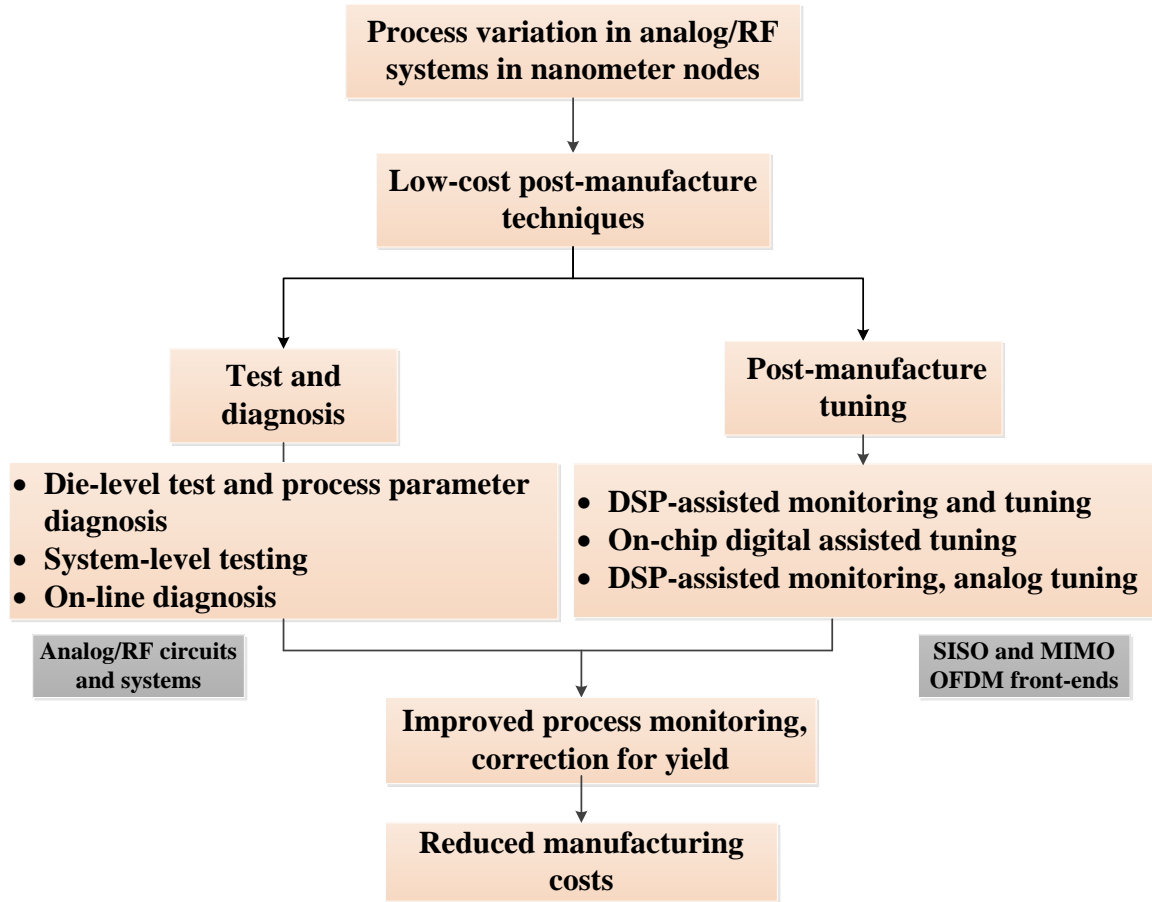 Process variation in analog/RF
systems in nanometer nodes
Low-cost post-manufacture
techniques
Test and
diagnosis
Post-manufacture
tuning
• Die-level test and process parameter
diagnosis
• System-level testing
• On-line diagnosis
• DSP-assisted monitoring and tuning
• On-chip digital assisted tuning
• DSP-assisted monitoring, analog tuning
Analog/RF circuits
and systems
SISO and MIMO
OFDM front-ends
Improved process monitoring,
correction for yield
Reduced manufacturing
costs